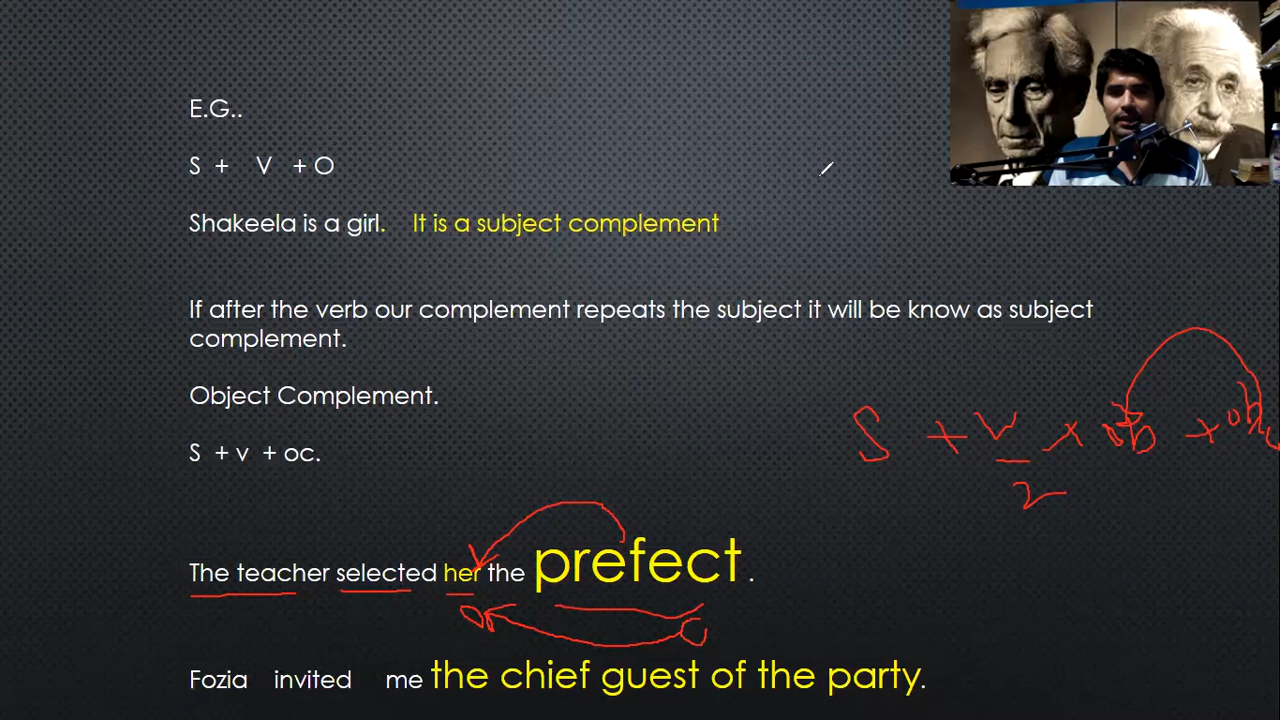 E.G..
S + V + O
Shakeela is a girl. It is a subject complement
If after the verb our complement repeats the subject it will be know as subject
complement.
Object Complement.
S + v + oc.
S + V + ob +
2
The teacher selected her the prefect .
O C
Fozia invited me the chief guest of the party.